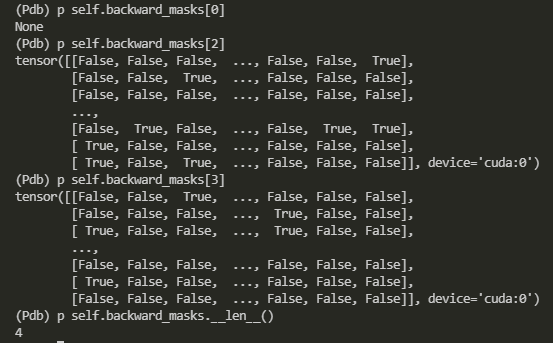 (Pdb) p self.backward_masks[0]
None
(Pdb) p self.backward_masks[2]
tensor([[False, False, False,  ..., False, False,  True],
        [False, False,  True,  ..., False, False, False],
        [False, False, False,  ..., False, False, False],
        ...,
        [False,  True, False,  ..., False,  True,  True],
        [ True, False, False,  ..., False, False, False],
        [ True, False,  True,  ..., False, False, False]], device='cuda:0')
(Pdb) p self.backward_masks[3]
tensor([[False, False,  True,  ..., False, False, False],
        [False, False, False,  ...,  True, False, False],
        [ True, False, False,  ...,  True, False, False],
        ...,
        [False, False, False,  ..., False, False, False],
        [ True, False, False,  ..., False, False, False],
        [False, False, False,  ..., False, False, False]], device='cuda:0')
(Pdb) p self.backward_masks.__len__()
4